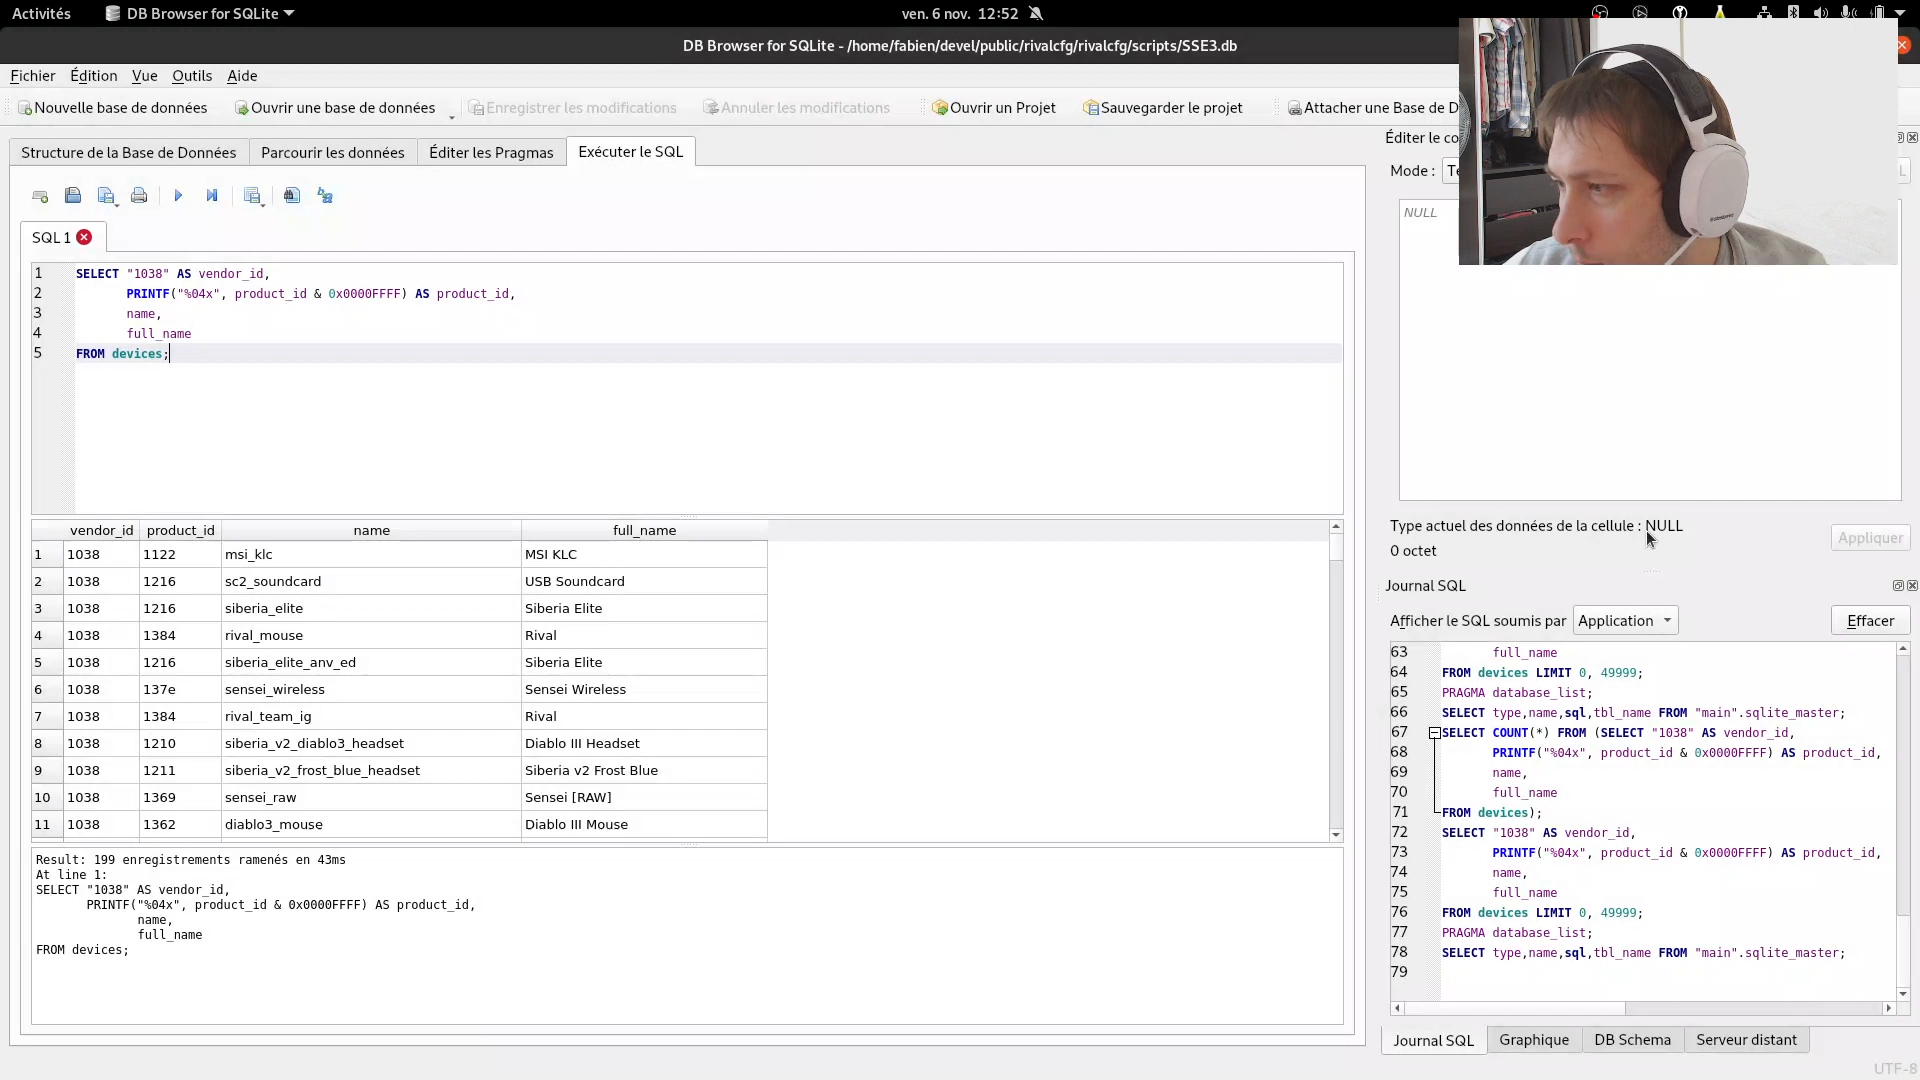 Activités
DB Browser for SQLite
ven. 6 nov. 12:52
DB Browser for SQLite - /home/fabien/devel/public/rivalcfg/rivalcfg/scripts/SSE3.db
Fichier Édition Vue Outils Aide
Nouvelle base de données Ouvrir une base de données Enregistrer les modifications Annuler les modifications Ouvrir un Projet Sauvegarder le projet Attacher une Base de D
Structure de la Base de Données Parcourir les données Éditer les Pragmas Exécuter le SQL
SQL 1
1 SELECT "1038" AS vendor_id,
2 PRINTF("%04x", product_id & 0x0000FFFF) AS product_id,
3 name,
4 full_name
5 FROM devices;
vendor_id product_id name full_name
1 1038 1122 msi_klc MSI KLC
2 1038 1216 sc2_soundcard USB Soundcard
3 1038 1216 siberia_elite Siberia Elite
4 1038 1384 rival_mouse Rival
5 1038 1216 siberia_elite_anv_ed Siberia Elite
6 1038 137e sensei_wireless Sensei Wireless
7 1038 1384 rival_team_ig Rival
8 1038 1210 siberia_v2_diablo3_headset Diablo III Headset
9 1038 1211 siberia_v2_frost_blue_headset Siberia v2 Frost Blue
10 1038 1369 sensei_raw Sensei [RAW]
11 1038 1362 diablo3_mouse Diablo III Mouse
Result: 199 enregistrements ramenés en 43ms
At line 1:
SELECT "1038" AS vendor_id,
PRINTF("%04x", product_id & 0x0000FFFF) AS product_id,
name,
full_name
FROM devices;
Éditer le co
Mode :
NULL
Type actuel des données de la cellule : NULL
0 octet
Appliquer
Journal SQL
Afficher le SQL soumis par Application Effacer
63 full_name
64 FROM devices LIMIT 0, 49999;
65 PRAGMA database_list;
66 SELECT type,name,sql,tbl_name FROM "main".sqlite_master;
67 SELECT COUNT(*) FROM (SELECT "1038" AS vendor_id,
68 PRINTF("%04x", product_id & 0x0000FFFF) AS product_id,
69 name,
70 full_name
71 FROM devices);
72 SELECT "1038" AS vendor_id,
73 PRINTF("%04x", product_id & 0x0000FFFF) AS product_id,
74 name,
75 full_name
76 FROM devices LIMIT 0, 49999;
77 PRAGMA database_list;
78 SELECT type,name,sql,tbl_name FROM "main".sqlite_master;
79
Journal SQL Graphique DB Schema Serveur distant
UTF-8